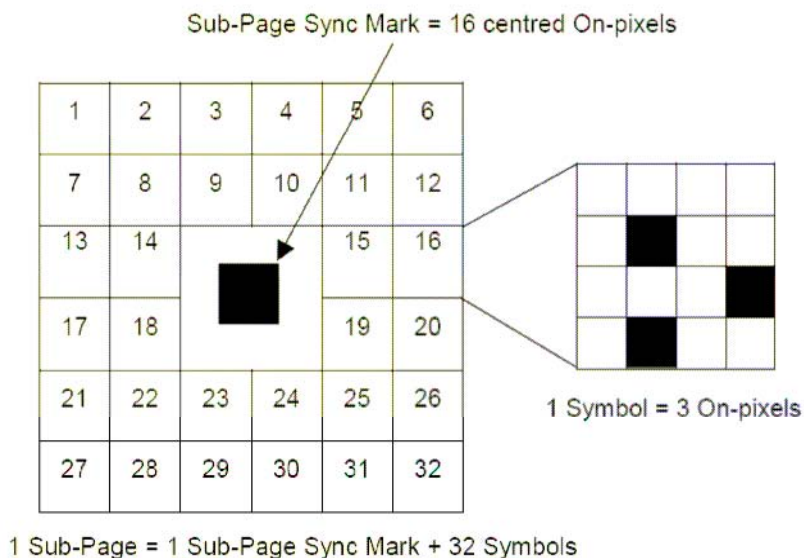 Sub-Page Sync Mark = 16 centred On-pixels
1 2 3 4 5 6
7 8 9 10 11 12
13 14 15 16
17 18 19 20
21 22 23 24 25 26
27 28 29 30 31 32
1 Symbol = 3 On-pixels
1 Sub-Page = 1 Sub-Page Sync Mark + 32 Symbols